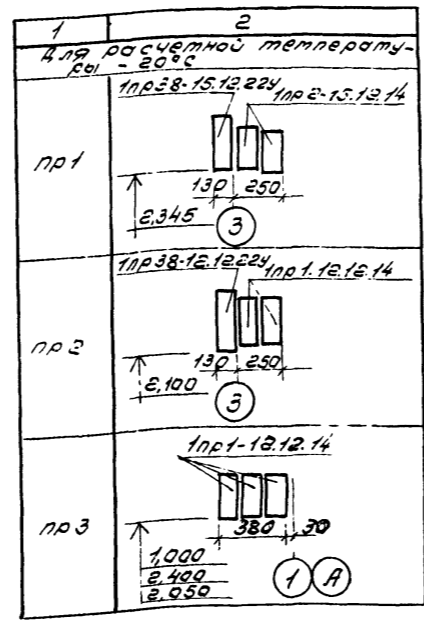 1 2
Для расчетной температу-
ры - 20°С
1пр38-15.12.22у 1пр2-15.12.14
пр1
130 250
2,345
3
1пр38-12.12.22у 1пр1.12.12.14
пр2
130 250
2,100
3
1пр1-12.12.14
пр3
380 30
1,000
2,400
2,050
1 А